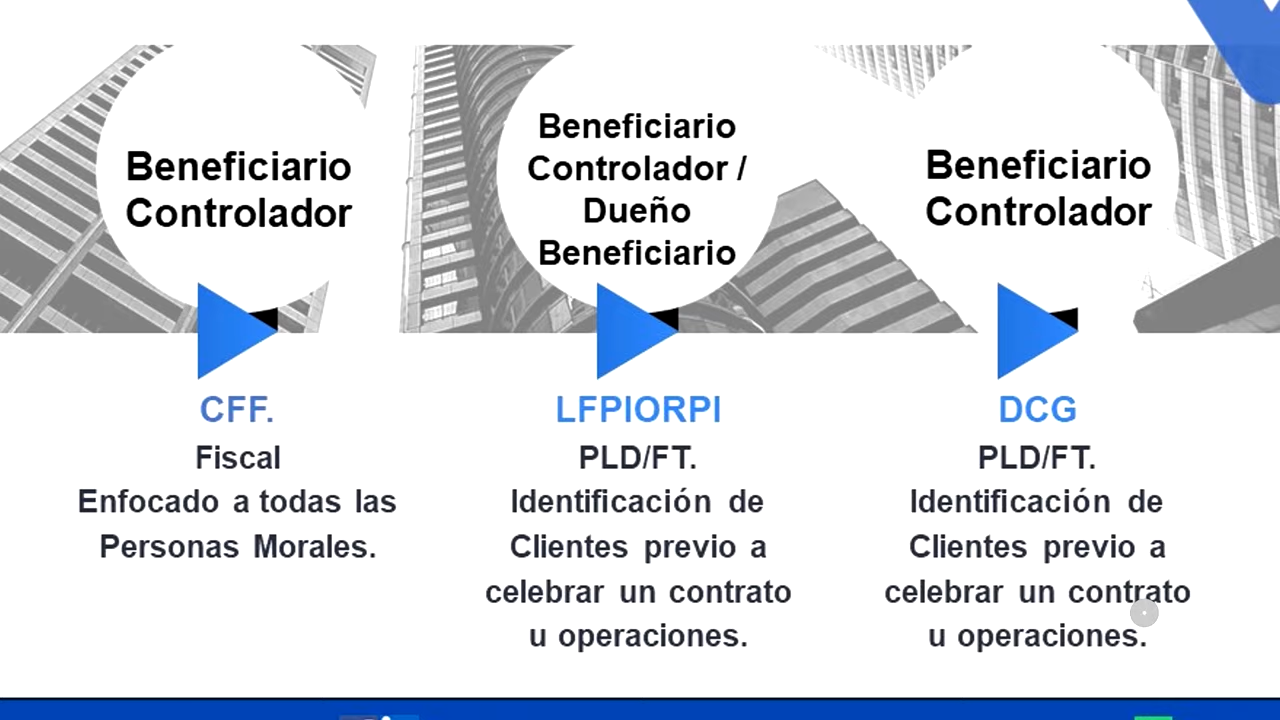 Beneficiario
Controlador
CFF.
Fiscal
Enfocado a todas las
Personas Morales.
Beneficiario
Controlador /
Dueño
Beneficiario
LFPIORPI
PLD/FT.
Identificación de
Clientes previo a
celebrar un contrato
u operaciones.
Beneficiario
Controlador
DCG
PLD/FT.
Identificación de
Clientes previo a
celebrar un contrato
u operaciones.